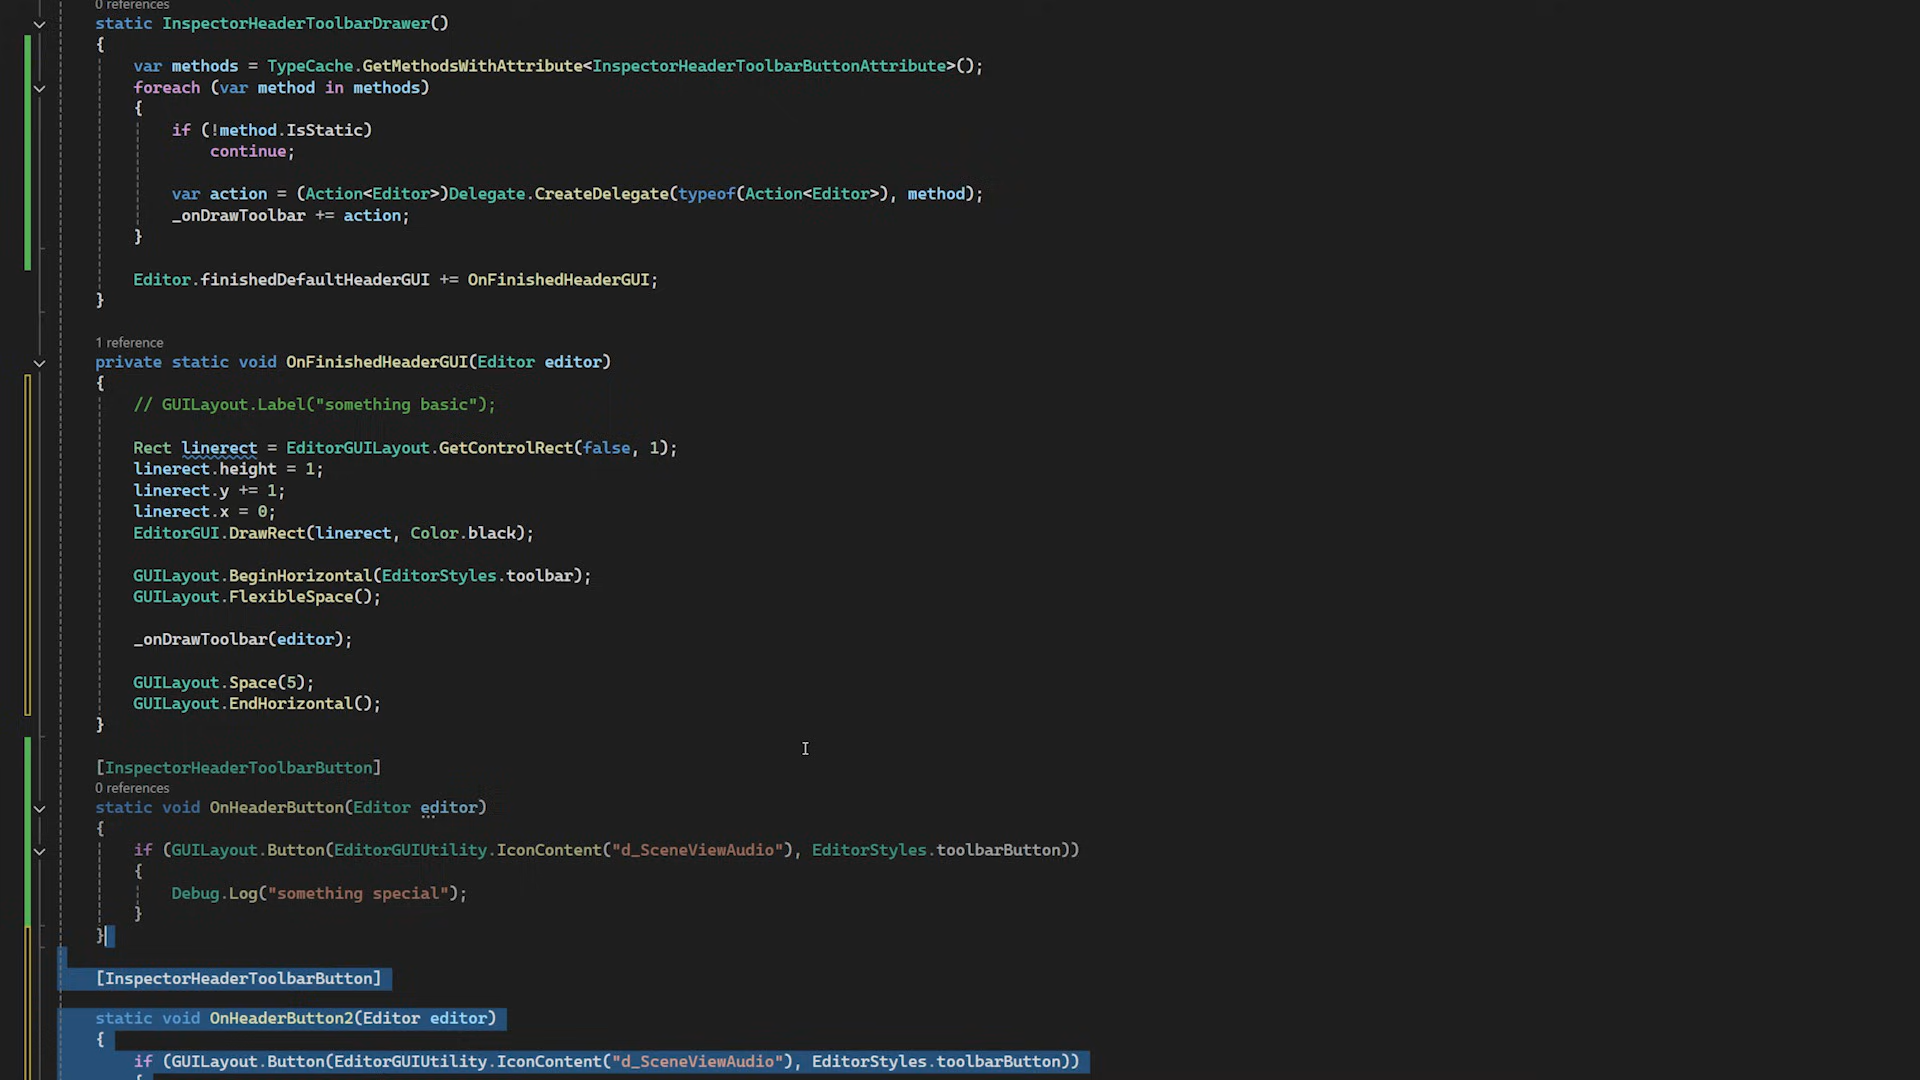 0 references
static InspectorHeaderToolbarDrawer()
{
var methods = TypeCache.GetMethodsWithAttribute<InspectorHeaderToolbarButtonAttribute>();
foreach (var method in methods)
{
if (!method.IsStatic)
continue;
var action = (Action<Editor>)Delegate.CreateDelegate(typeof(Action<Editor>), method);
_onDrawToolbar += action;
}
Editor.finishedDefaultHeaderGUI += OnFinishedHeaderGUI;
}
1 reference
private static void OnFinishedHeaderGUI(Editor editor)
{
// GUILayout.Label("something basic");
Rect linerect = EditorGUILayout.GetControlRect(false, 1);
linerect.height = 1;
linerect.y += 1;
linerect.x = 0;
EditorGUI.DrawRect(linerect, Color.black);
GUILayout.BeginHorizontal(EditorStyles.toolbar);
GUILayout.FlexibleSpace();
_onDrawToolbar(editor);
GUILayout.Space(5);
GUILayout.EndHorizontal();
}
[InspectorHeaderToolbarButton]
0 references
static void OnHeaderButton(Editor editor)
{
if (GUILayout.Button(EditorGUIUtility.IconContent("d_SceneViewAudio"), EditorStyles.toolbarButton))
{
Debug.Log("something special");
}
}
[InspectorHeaderToolbarButton]
static void OnHeaderButton2(Editor editor)
{
if (GUILayout.Button(EditorGUIUtility.IconContent("d_SceneViewAudio"), EditorStyles.toolbarButton))
{